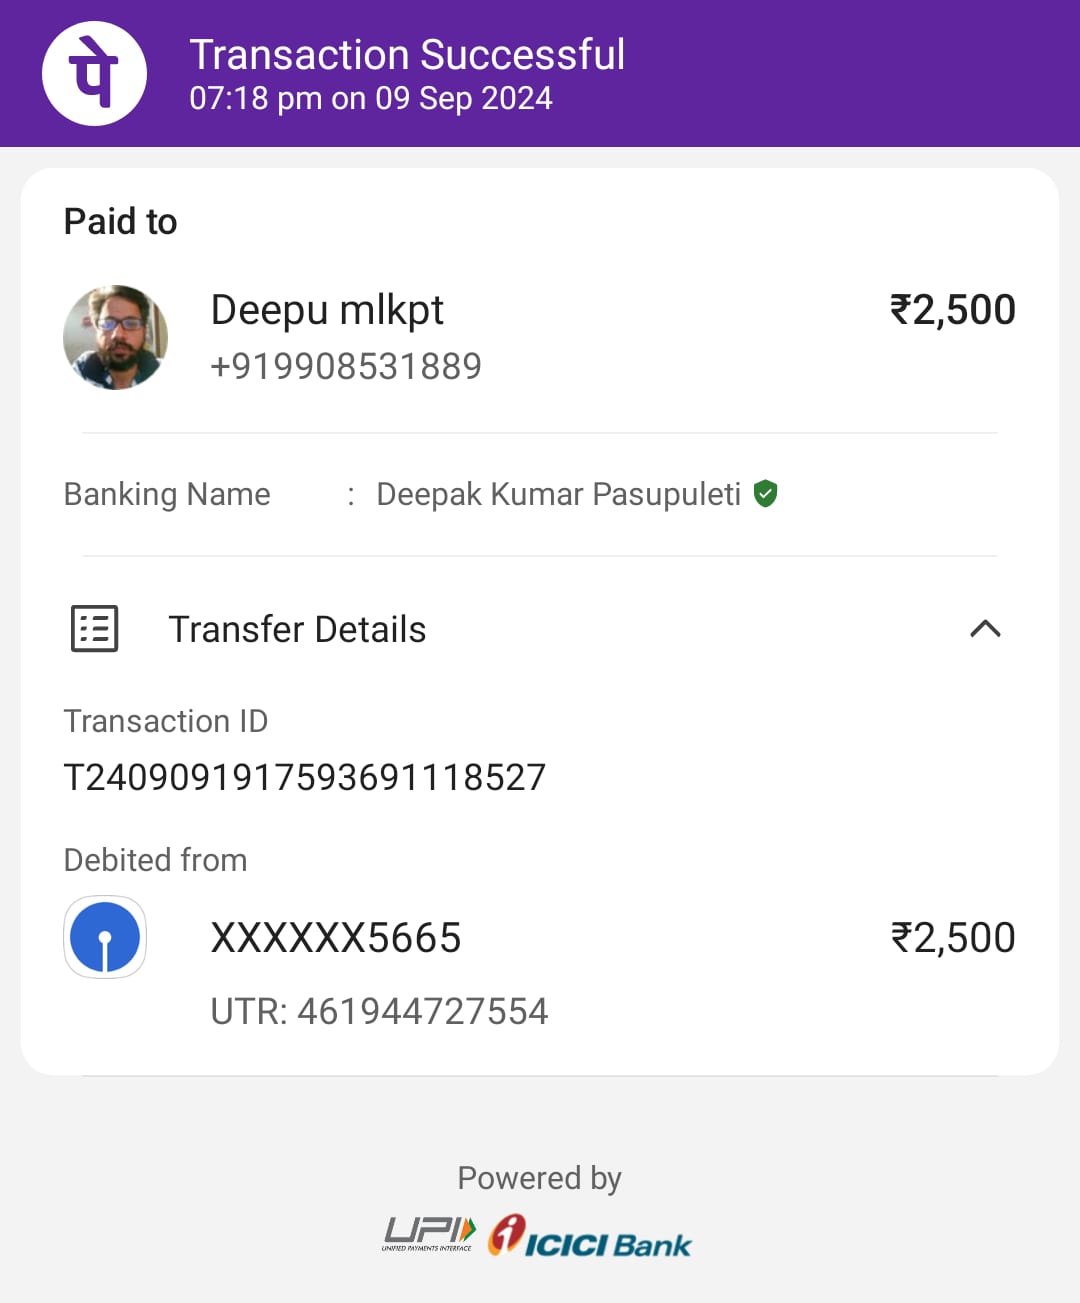 पे
Transaction Successful
07:18 pm on 09 Sep 2024
Paid to
Deepu mlkpt ₹2,500
+919908531889
Banking Name : Deepak Kumar Pasupuleti
Transfer Details
Transaction ID
T2409091917593691118527
Debited from
XXXXXX5665 ₹2,500
UTR: 461944727554
Powered by
UPI
UNIFIED PAYMENTS INTERFACE
ICICI Bank